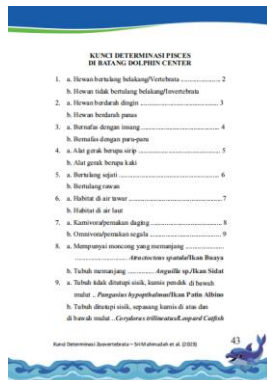 KUNCI DETERMINASI PISCES
DI BATANG DOLPHIN CENTER
1. a. Hewan bertulang belakang/Vertebrata ..................... 2
b. Hewan tidak bertulang belakang/Invertebrata
2. a. Hewan berdarah dingin ......................................... 3
b. Hewan berdarah panas
3. a. Bernafas dengan insang ......................................... 4
b. Bernafas dengan paru-paru
4. a. Alat gerak berupa sirip .......................................... 5
b. Alat gerak berupa kaki
5. a. Bertulang sejati ..................................................... 6
b. Bertulang rawan
6. a. Habitat di air tawar ................................................ 7
b. Habitat di air laut
7. a. Karnivora/pemakan daging ................................... 8
b. Omnivora/pemakan segala ................................... 9
8. a. Mempunyai moncong yang memanjang ...............
......................... Atractosteus spatula/Ikan Buaya
b. Tubuh memanjang ............ Anguilla sp./Ikan Sidat
9. a. Tubuh tidak ditutupi sisik, kumis pendek di bawah
mulut .. Pangasius hypopthalmus/Ikan Patin Albino
b. Tubuh ditutupi sisik, sepasang kumis di atas dan
di bawah mulut ..Corydoras trilineatus/Leopard Catfish
43
Kunci Determinasi Zoovertebrata – Sri Mahmudah et al. (2023)